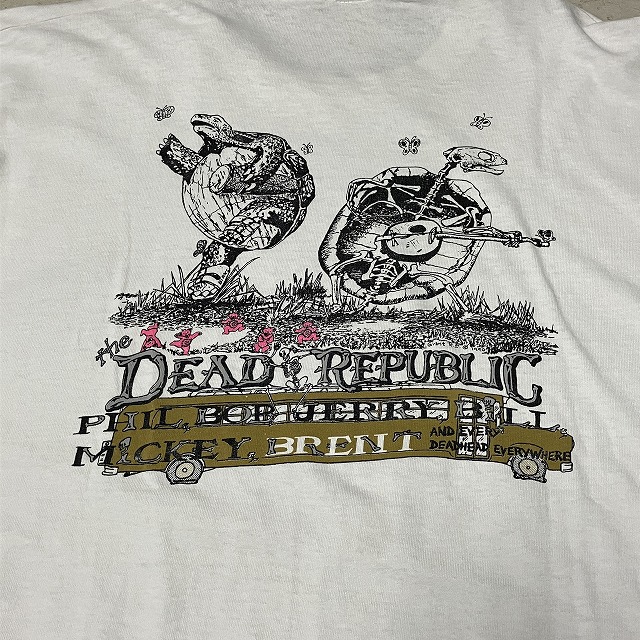 the
DEAD REPUBLIC
PHIL, BOB, JERRY, BILL,
MICKEY, BRENT AND EVERY
DEADHEAD EVERYWHERE